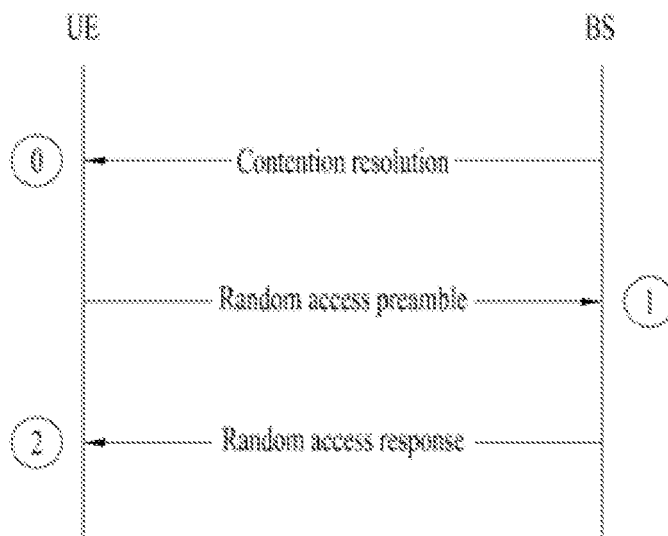 UE BS
0 Contention resolution
Random access preamble 1
2 Random access response